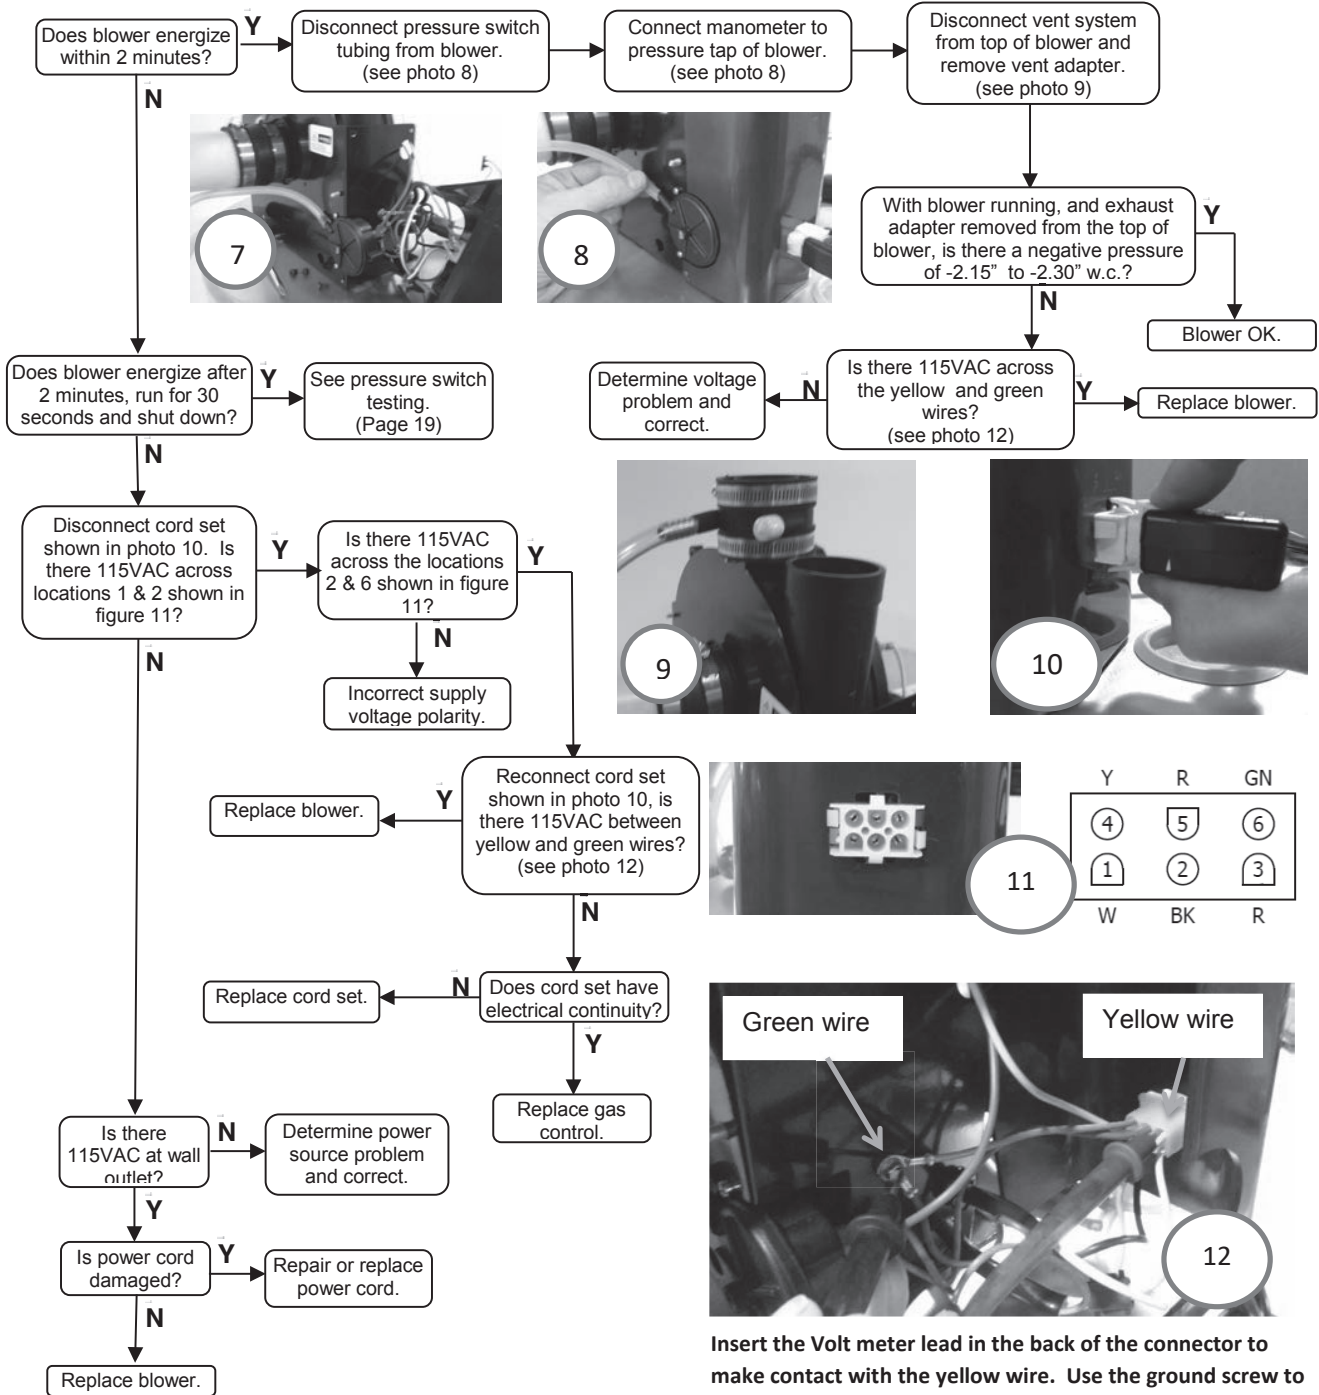 Does blower energize
within 2 minutes?
Y
Disconnect pressure switch
tubing from blower.
(see photo 8)
Connect manometer to
pressure tap of blower.
(see photo 8)
Disconnect vent system
from top of blower and
remove vent adapter.
(see photo 9)
N
7
8
With blower running, and exhaust
adapter removed from the top of
blower, is there a negative pressure
of -2.15” to -2.30” w.c.?
Y
N
Blower OK.
Does blower energize after
2 minutes, run for 30
seconds and shut down?
Y
See pressure switch
testing.
(Page 19)
Determine voltage
problem and
correct.
N
Is there 115VAC across
the yellow and green
wires?
(see photo 12)
Y
Replace blower.
N
Disconnect cord set
shown in photo 10. Is
there 115VAC across
locations 1 & 2 shown in
figure 11?
Y
Is there 115VAC
across the locations
2 & 6 shown in figure
11?
Y
9
10
N
N
Incorrect supply
voltage polarity.
Replace blower.
Y
Reconnect cord set
shown in photo 10, is
there 115VAC between
yellow and green wires?
(see photo 12)
11
Y R GN
4 5 6
1 2 3
W BK R
N
Replace cord set.
N
Does cord set have
electrical continuity?
Y
Replace gas
control.
Green wire
Yellow wire
12
Is there
115VAC at wall
outlet?
N
Determine power
source problem
and correct.
Y
Is power cord
damaged?
Y
Repair or replace
power cord.
N
Replace blower.
Insert the Volt meter lead in the back of the connector to
make contact with the yellow wire. Use the ground screw to